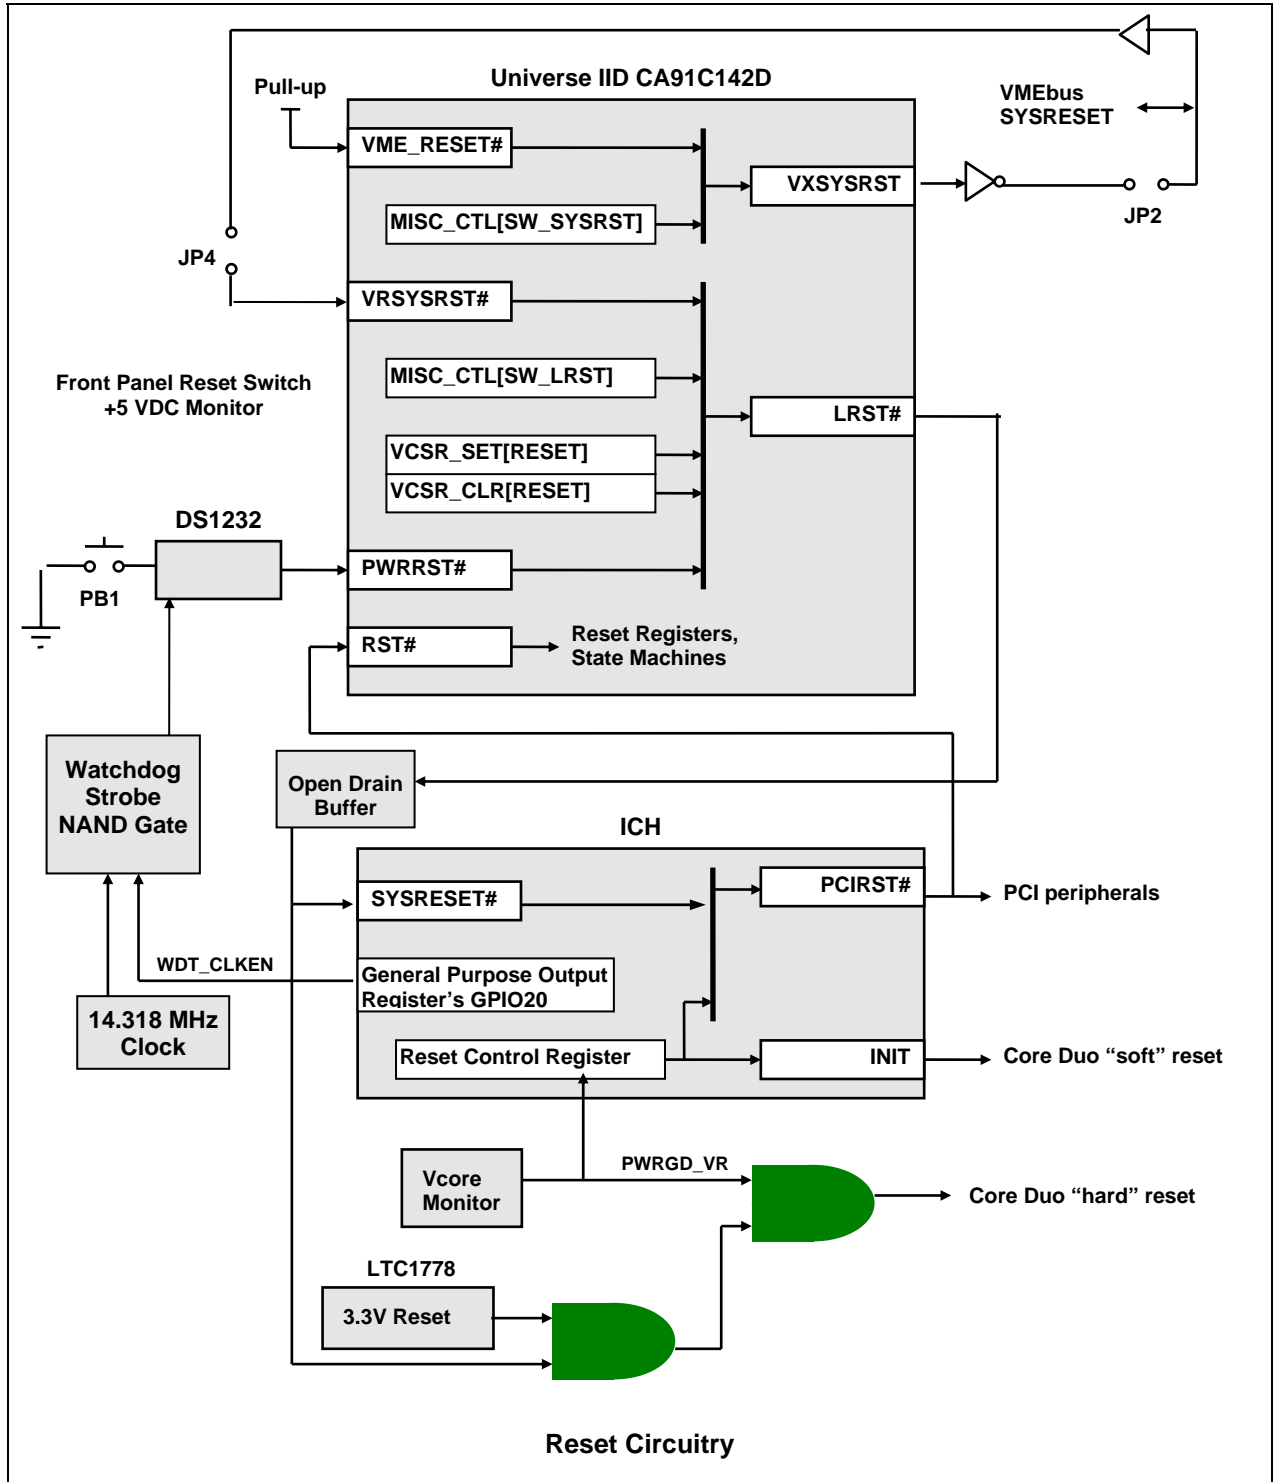 Universe IID CA91C142D
Pull-up
VMEbus
SYSRESET
VME_RESET#
VXSYSRST
MISC_CTL[SW_SYSRST]
JP2
JP4
VRSYSRST#
Front Panel Reset Switch
+5 VDC Monitor
MISC_CTL[SW_LRST]
LRST#
VCSR_SET[RESET]
VCSR_CLR[RESET]
DS1232
PB1
PWRRST#
RST#
Reset Registers,
State Machines
Watchdog
Strobe
NAND Gate
Open Drain
Buffer
ICH
SYSRESET#
PCIRST#
PCI peripherals
WDT_CLKEN
General Purpose Output
Register's GPIO20
14.318 MHz
Clock
Reset Control Register
INIT
Core Duo “soft” reset
Vcore
Monitor
PWRGD_VR
Core Duo “hard” reset
LTC1778
3.3V Reset
Reset Circuitry